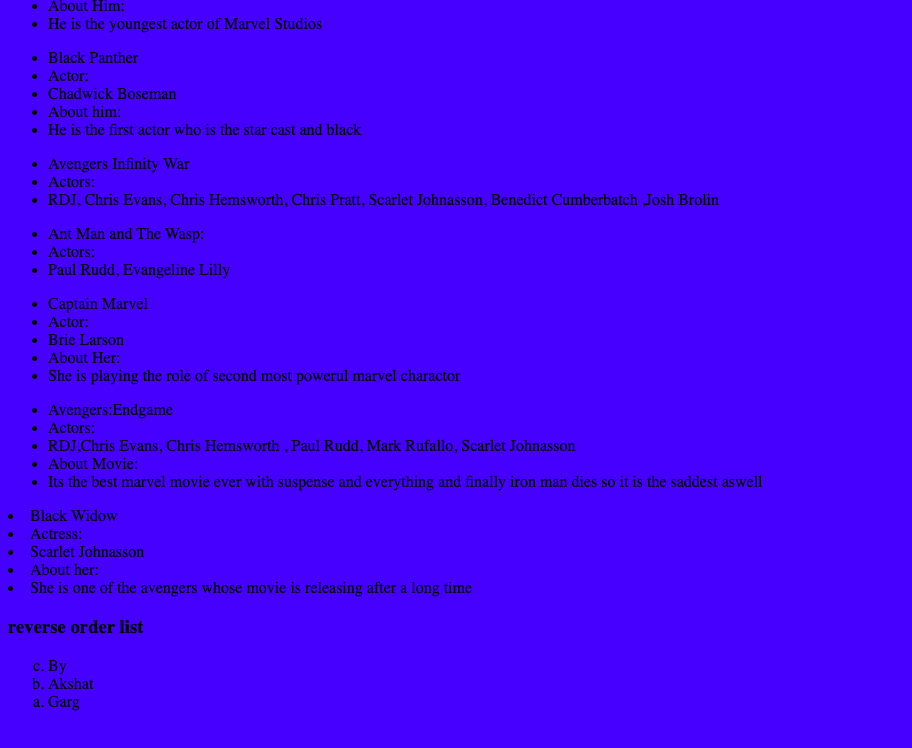 About Him:
He is the youngest actor of Marvel Studios
Black Panther
Actor:
Chadwick Boseman
About him:
He is the first actor who is the star cast and black
Avengers Infinity War
Actors:
RDJ, Chris Evans, Chris Hemsworth, Chris Pratt, Scarlet Johnasson, Benedict Cumberbatch ,Josh Brolin
Ant Man and The Wasp:
Actors:
Paul Rudd, Evangeline Lilly
Captain Marvel
Actor:
Brie Larson
About Her:
She is playing the role of second most powerul marvel charactor
Avengers:Endgame
Actors:
RDJ,Chris Evans, Chris Hemsworth , Paul Rudd, Mark Rufallo, Scarlet Johnasson
About Movie:
Its the best marvel movie ever with suspense and everything and finally iron man dies so it is the saddest aswell
Black Widow
Actress:
Scarlet Johnasson
About her:
She is one of the avengers whose movie is releasing after a long time
reverse order list
c. By
b. Akshat
a. Garg